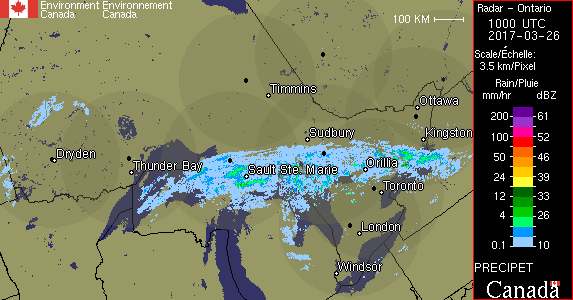 Environment Environnement
Canada Canada
100 KM
Timmins
Ottawa
Sudbury
Kingston
Dryden
Thunder Bay
Sault Ste. Marie
Orillia
Toronto
London
Windsor
Radar - Ontario
1000 UTC
2017-03-26
Scale/Échelle:
3.5 km/Pixel
Rain/Pluie
mm/hr dBZ
200 61
100 52
50 46
24 39
12 33
4 26
0.1 10
PRECIPET
Canada